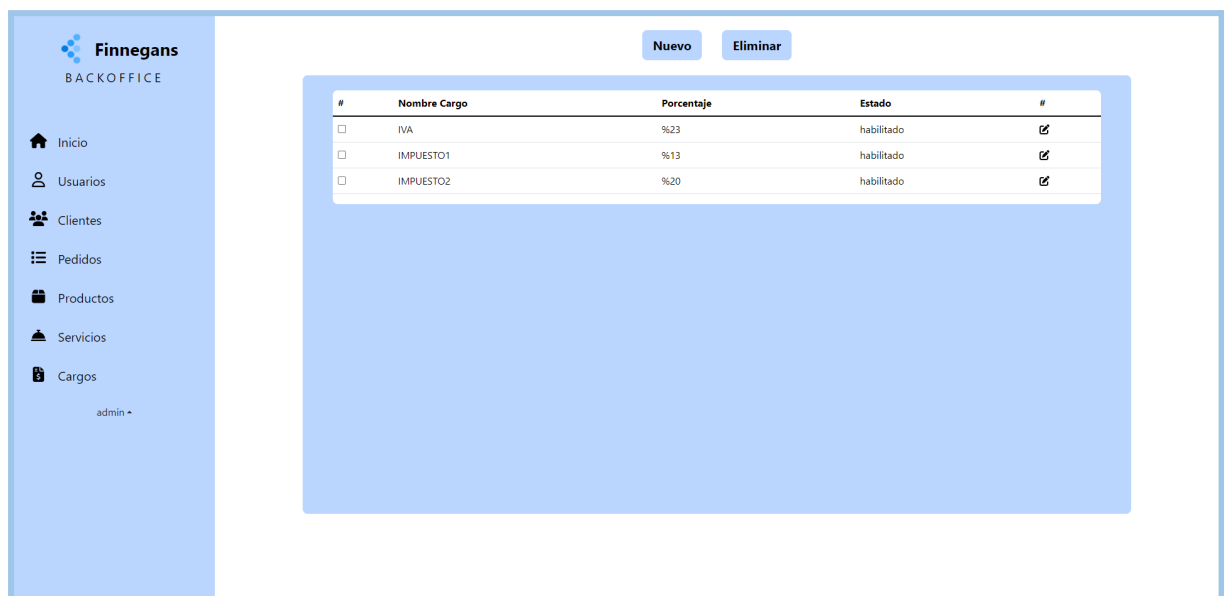 Finnegans
BACKOFFICE
Inicio
Usuarios
Clientes
Pedidos
Productos
Servicios
Cargos
admin
Nuevo Eliminar
# Nombre Cargo Porcentaje Estado #
IVA %23 habilitado
IMPUESTO1 %13 habilitado
IMPUESTO2 %20 habilitado